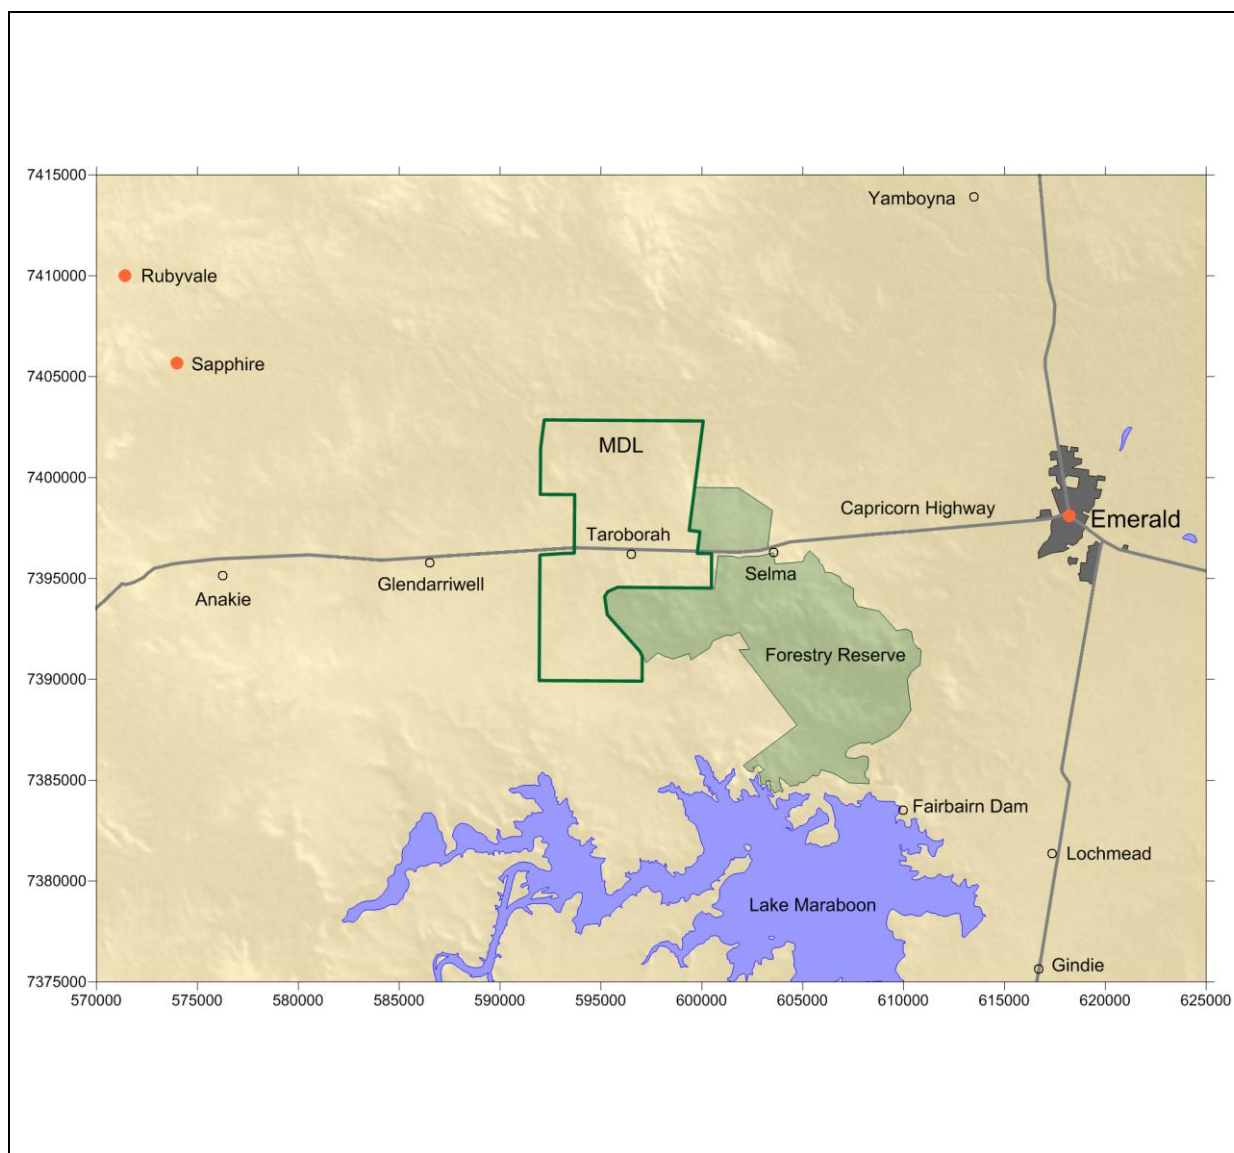 7415000
Yamboyna
7410000
Rubyvale
7405000
Sapphire
MDL
7400000
Capricorn Highway
Emerald
Taroborah
7395000
Glendarriwell
Selma
Anakie
Forestry Reserve
7390000
7385000
Fairbairn Dam
Lochmead
7380000
Lake Maraboon
Gindie
7375000
570000 575000 580000 585000 590000 595000 600000 605000 610000 615000 620000 625000